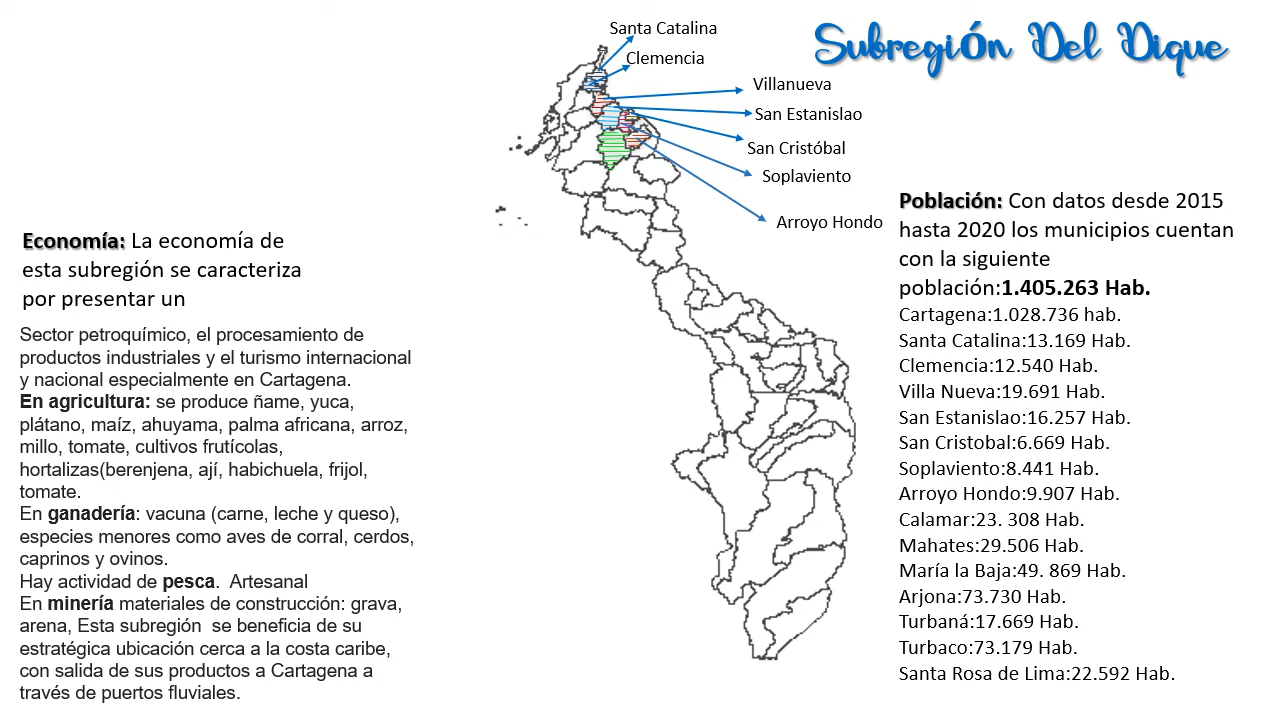 Subregión Del Dique
Santa Catalina
Clemencia
Villanueva
San Estanislao
San Cristóbal
Soplaviento
Arroyo Hondo
Economía: La economía de
esta subregión se caracteriza
por presentar un
Sector petroquímico, el procesamiento de
productos industriales y el turismo internacional
y nacional especialmente en Cartagena.
En agricultura: se produce ñame, yuca,
plátano, maíz, ahuyama, palma africana, arroz,
millo, tomate, cultivos frutícolas,
hortalizas(berenjena, ají, habichuela, frijol,
tomate.
En ganadería: vacuna (carne, leche y queso),
especies menores como aves de corral, cerdos,
caprinos y ovinos.
Hay actividad de pesca.  Artesanal
En minería materiales de construcción: grava,
arena, Esta subregión  se beneficia de su
estratégica ubicación cerca a la costa caribe,
con salida de sus productos a Cartagena a
través de puertos fluviales.
Población: Con datos desde 2015
hasta 2020 los municipios cuentan
con la siguiente
población:1.405.263 Hab.
Cartagena:1.028.736 hab.
Santa Catalina:13.169 Hab.
Clemencia:12.540 Hab.
Villa Nueva:19.691 Hab.
San Estanislao:16.257 Hab.
San Cristobal:6.669 Hab.
Soplaviento:8.441 Hab.
Arroyo Hondo:9.907 Hab.
Calamar:23. 308 Hab.
Mahates:29.506 Hab.
María la Baja:49. 869 Hab.
Arjona:73.730 Hab.
Turbaná:17.669 Hab.
Turbaco:73.179 Hab.
Santa Rosa de Lima:22.592 Hab.